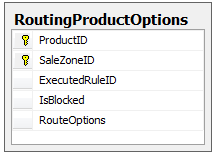 RoutingProductOptions
ProductID
SaleZoneID
ExecutedRuleID
IsBlocked
RouteOptions